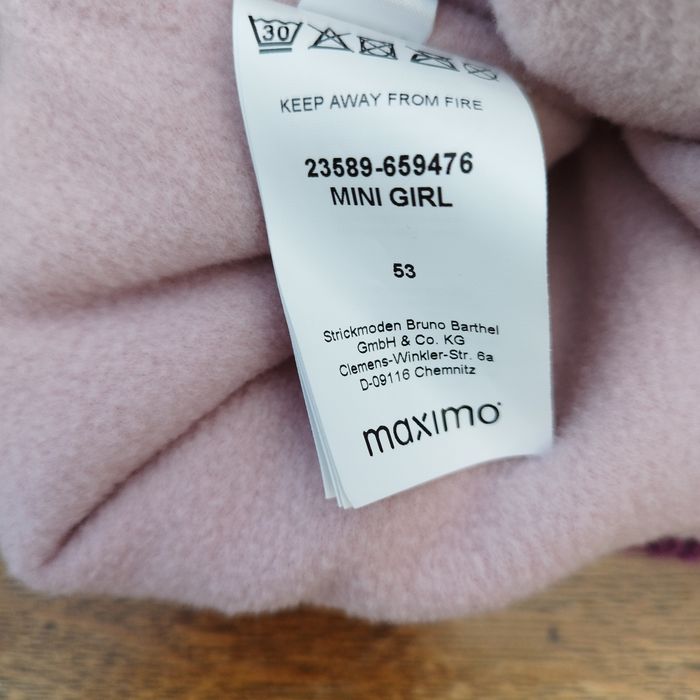 30
KEEP AWAY FROM FIRE
23589-659476
MINI GIRL
53
Strickmoden Bruno Barthel
GmbH & Co. KG
Clemens-Winkler-Str. 6a
D-09116 Chemnitz
maximo